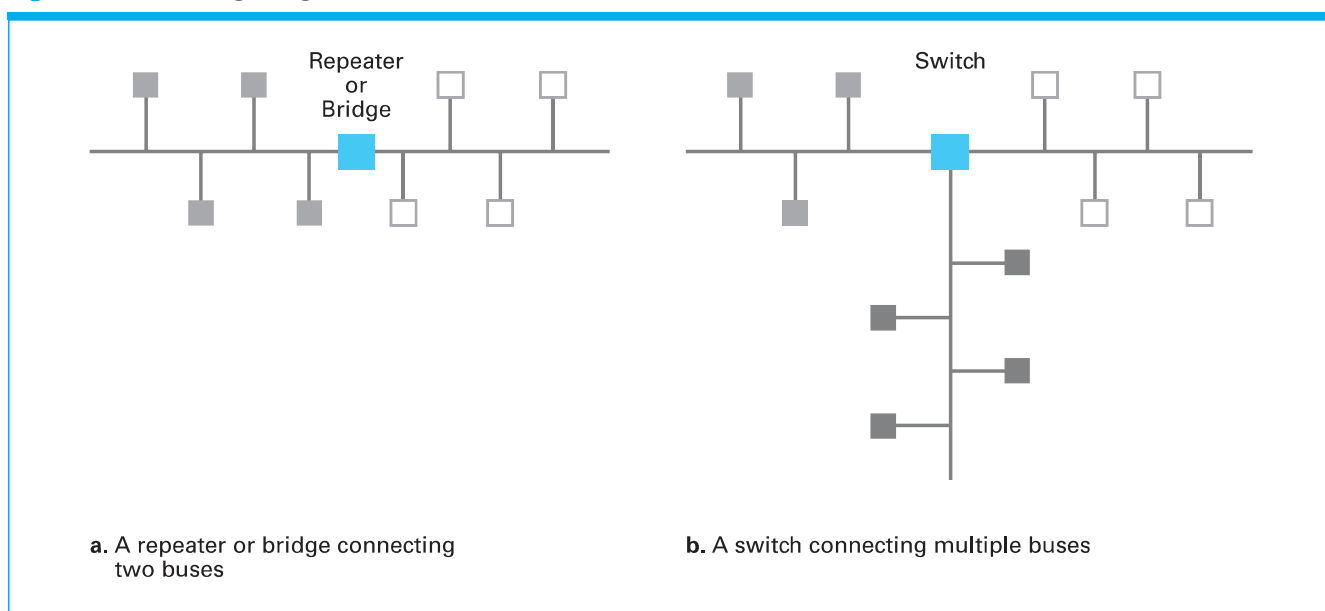 Repeater
or
Bridge
Switch
a. A repeater or bridge connecting
two buses
b. A switch connecting multiple buses